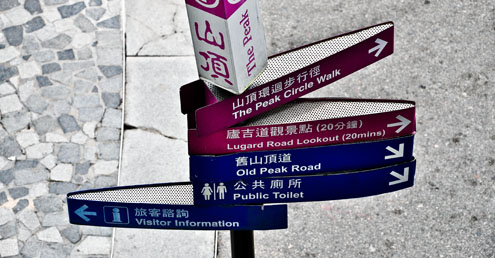 山頂
The Peak
山頂環迴步行徑
The Peak Circle Walk
盧吉道觀景點 (20分鐘)
Lugard Road Lookout (20mins)
舊山頂道
Old Peak Road
公共廁所
Public Toilet
旅客諮詢
Visitor Information